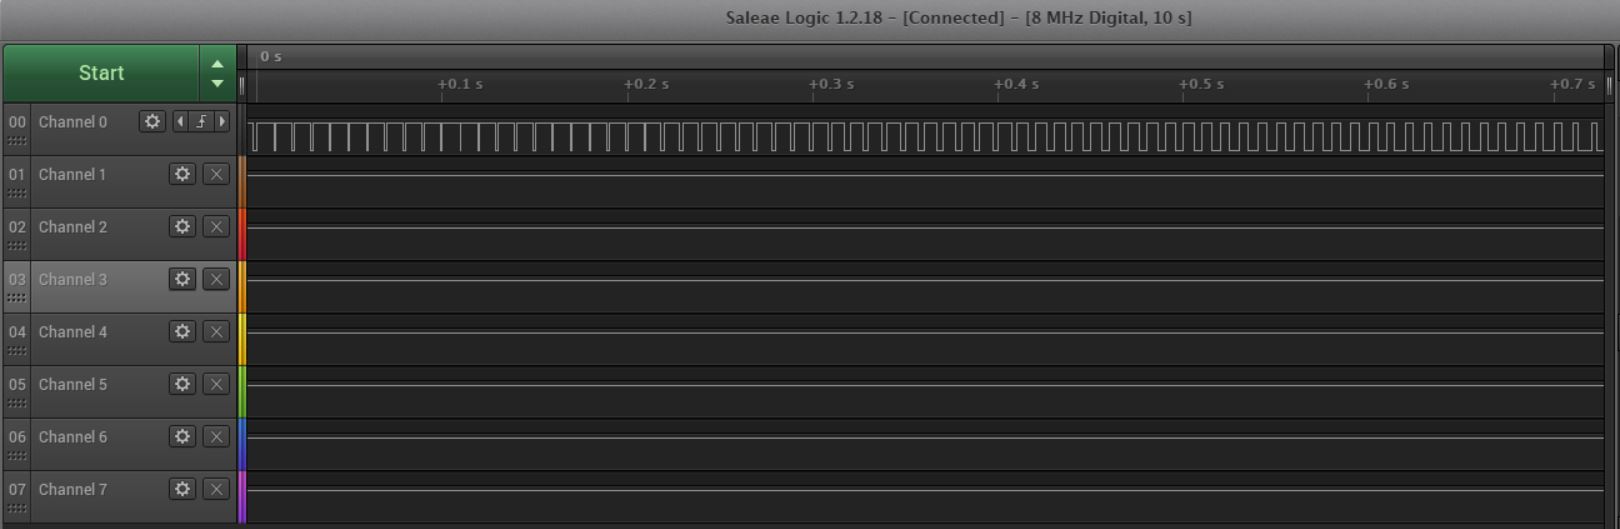 Saleae Logic 1.2.18 - [Connected] - [8 MHz Digital, 10 s]
Start
0 s
+0.1 s +0.2 s +0.3 s +0.4 s +0.5 s +0.6 s +0.7 s
00 Channel 0
01 Channel 1
02 Channel 2
03 Channel 3
04 Channel 4
05 Channel 5
06 Channel 6
07 Channel 7